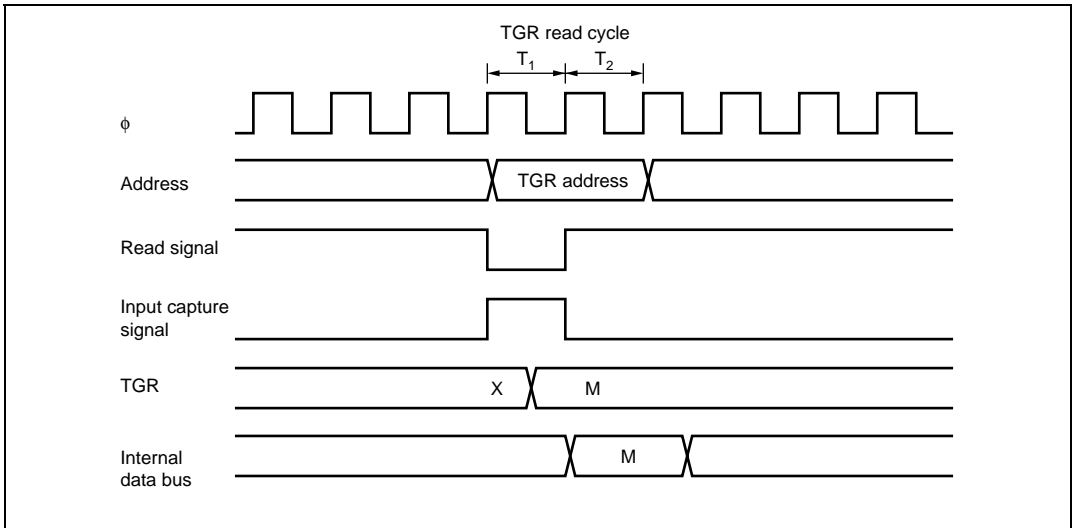 TGR read cycle
T1 T2
ϕ
Address
TGR address
Read signal
Input capture
signal
TGR
X M
Internal
data bus
M